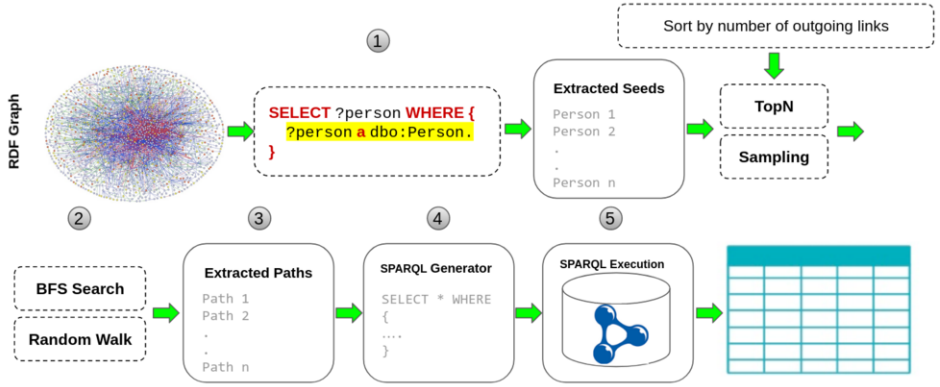 1
Sort by number of outgoing links
RDF Graph
SELECT ?person WHERE {
?person a dbo:Person.
}
Extracted Seeds
Person 1
Person 2
.
.
Person n
TopN
Sampling
2
BFS Search
Random Walk
3
Extracted Paths
Path 1
Path 2
.
.
Path n
4
SPARQL Generator
SELECT * WHERE
{
....
}
5
SPARQL Execution